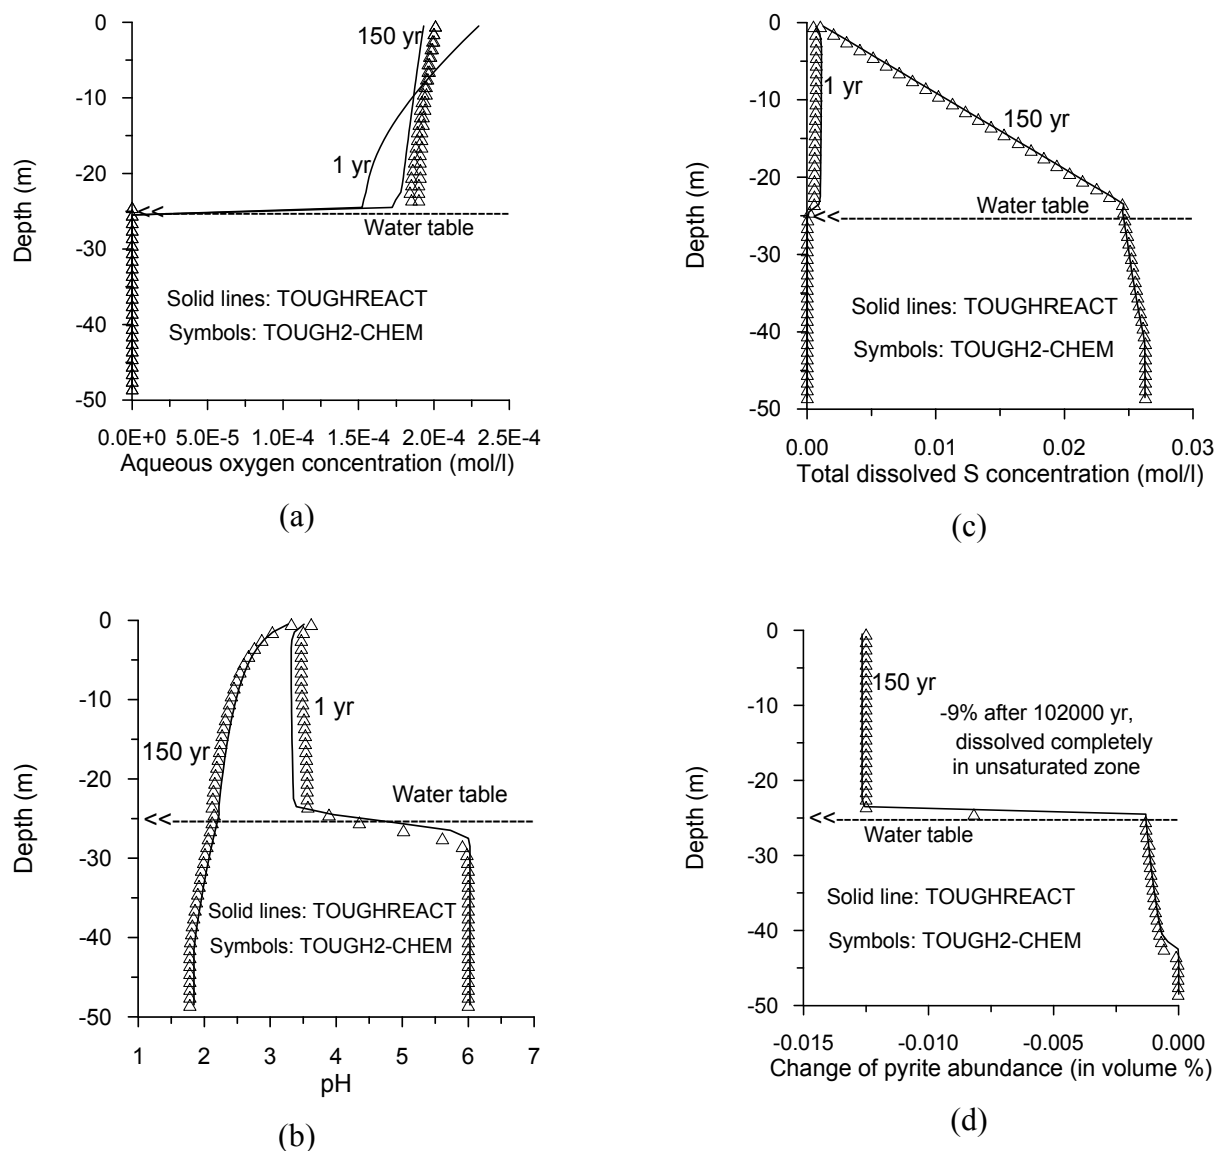 0
-10
-20
-30
-40
-50
Depth (m)
150 yr
1 yr
<<
Water table
Solid lines: TOUGHREACT
Symbols: TOUGH2-CHEM
0.0E+0 5.0E-5 1.0E-4 1.5E-4 2.0E-4 2.5E-4
Aqueous oxygen concentration (mol/l)
(a)
0
-10
-20
-30
-40
-50
Depth (m)
1 yr
150 yr
Water table
<<
Solid lines: TOUGHREACT
Symbols: TOUGH2-CHEM
0.00 0.01 0.02 0.03
Total dissolved S concentration (mol/l)
(c)
0
-10
-20
-30
-40
-50
Depth (m)
150 yr
1 yr
Water table
<<
Solid lines: TOUGHREACT
Symbols: TOUGH2-CHEM
1 2 3 4 5 6 7
pH
(b)
0
-10
-20
-30
-40
-50
Depth (m)
150 yr
-9% after 102000 yr,
dissolved completely
in unsaturated zone
<<
Water table
Solid line: TOUGHREACT
Symbols: TOUGH2-CHEM
-0.015 -0.010 -0.005 0.000
Change of pyrite abundance (in volume %)
(d)